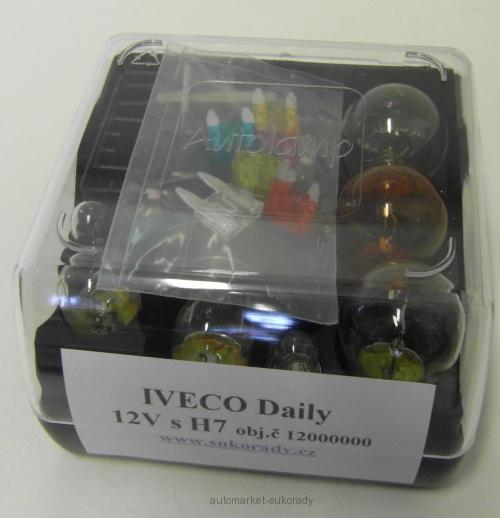 Autolamp
IVECO Daily
12V s H7 obj.č 12000000
www.sukorady.cz
automarket-sukorady